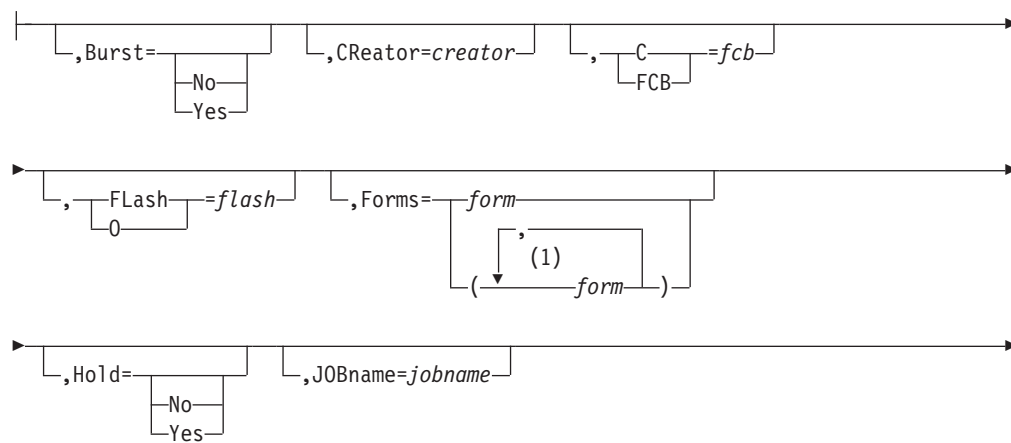 ,Burst= ,CReator=creator , C =fcb
No FCB
Yes
, FLash =flash ,Forms= form
O ,
(1)
( form )
,Hold= ,JOBname=jobname
No
Yes